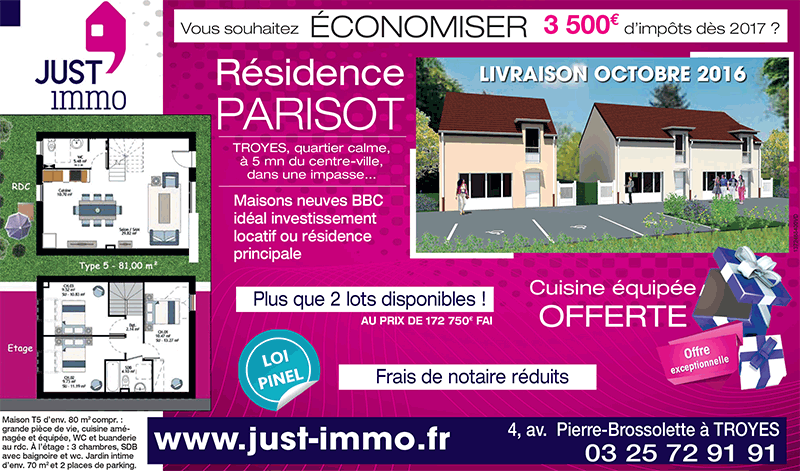 Vous souhaitez ÉCONOMISER 3 500€ d'impôts dès 2017 ?
JUST
immo
Résidence
PARISOT
TROYES, quartier calme,
à 5 mn du centre-ville,
dans une impasse...
Maisons neuves BBC
idéal investissement
locatif ou résidence
principale
LIVRAISON OCTOBRE 2016
RDC
WC
Cuisine
Type 5 - 81,00 m²
Etage
Plus que 2 lots disponibles !
AU PRIX DE 172 750€ FAI
Cuisine équipée
OFFERTE
Offre
exceptionnelle
LOI
PINEL
Frais de notaire réduits
Maison T5 d'env. 80 m² compr. :
grande pièce de vie, cuisine amé-
nagée et équipée, WC et buanderie
au rdc. À l'étage : 3 chambres, SDB
avec baignoire et wc. Jardin intime
d'env. 70 m² et 2 places de parking.
www.just-immo.fr
4, av. Pierre-Brossolette à TROYES
03 25 72 91 91